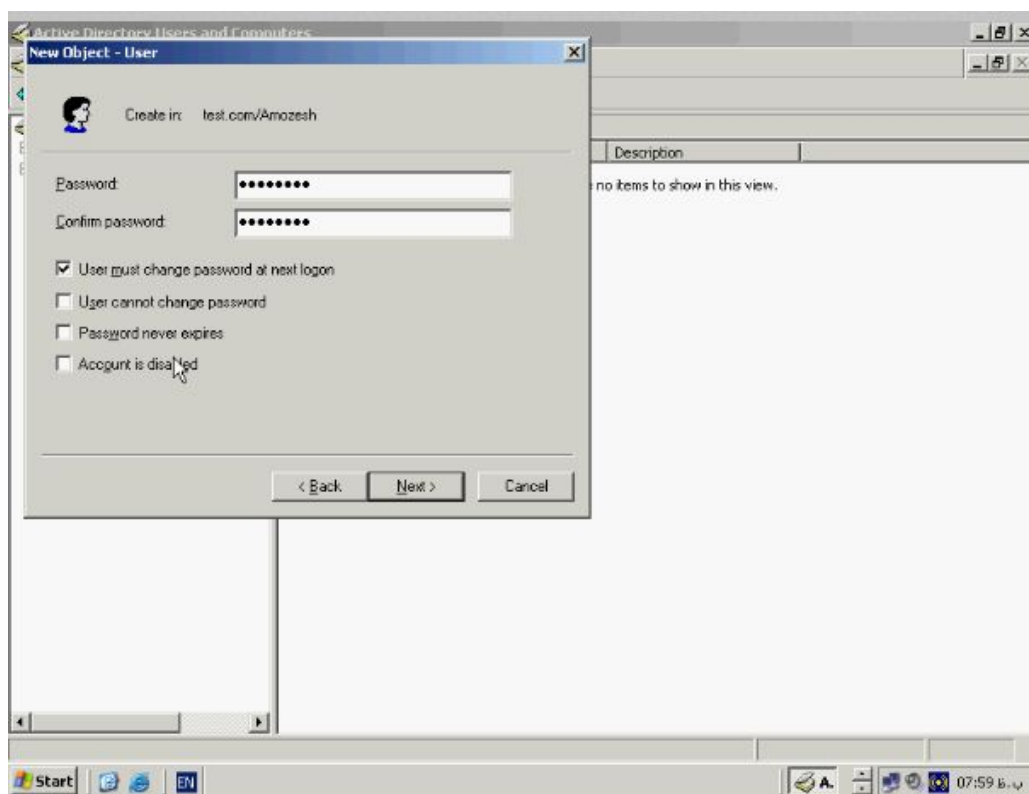 Active Directory Users and Computers
New Object - User
Create in: test.com/Amozesh
Description
Password:
no items to show in this view.
Confirm password:
User must change password at next logon
User cannot change password
Password never expires
Account is disabled
< Back Next > Cancel
Start EN A. 07:59 ب.ظ